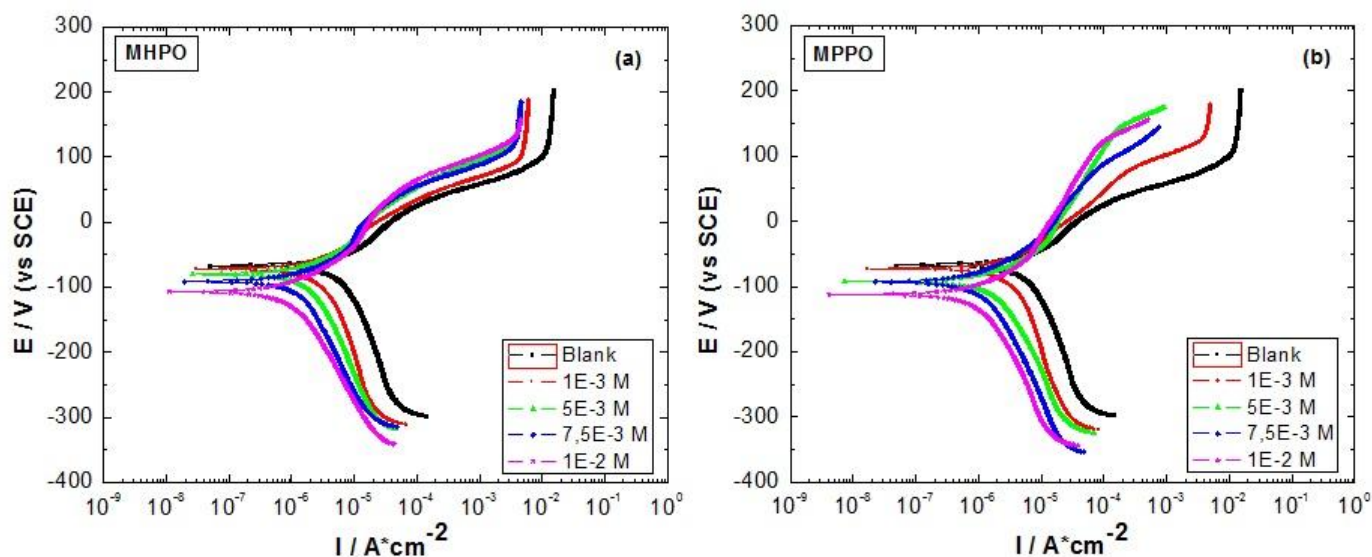 MHPO
(a)
E / V (vs SCE)
300
200
100
0
-100
-200
-300
-400
Blank
1E-3 M
5E-3 M
7,5E-3 M
1E-2 M
10⁻⁹ 10⁻⁸ 10⁻⁷ 10⁻⁶ 10⁻⁵ 10⁻⁴ 10⁻³ 10⁻² 10⁻¹ 10⁰
I / A*cm⁻²
MPPO
(b)
E / V (vs SCE)
300
200
100
0
-100
-200
-300
-400
Blank
1E-3 M
5E-3 M
7,5E-3 M
1E-2 M
10⁻⁹ 10⁻⁸ 10⁻⁷ 10⁻⁶ 10⁻⁵ 10⁻⁴ 10⁻³ 10⁻² 10⁻¹ 10⁰
I / A*cm⁻²